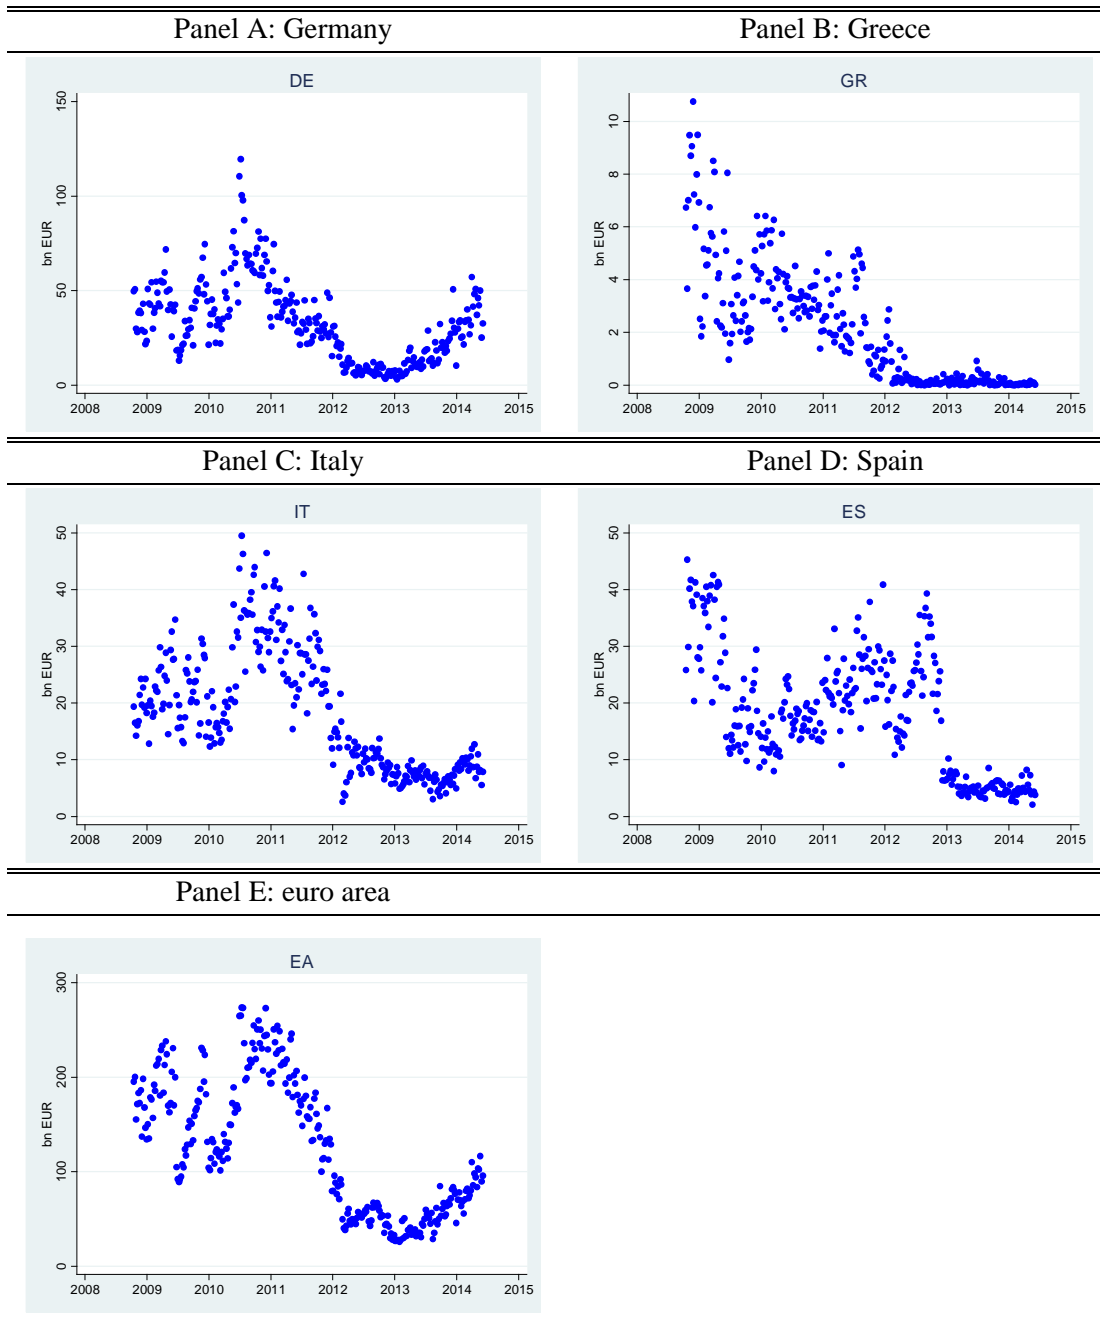 Panel A: Germany
Panel B: Greece
DE
bn EUR
150
100
50
0
2008 2009 2010 2011 2012 2013 2014 2015
GR
bn EUR
10
8
6
4
2
0
2008 2009 2010 2011 2012 2013 2014 2015
Panel C: Italy
Panel D: Spain
IT
bn EUR
50
40
30
20
10
0
2008 2009 2010 2011 2012 2013 2014 2015
ES
bn EUR
50
40
30
20
10
0
2008 2009 2010 2011 2012 2013 2014 2015
Panel E: euro area
EA
bn EUR
300
200
100
0
2008 2009 2010 2011 2012 2013 2014 2015